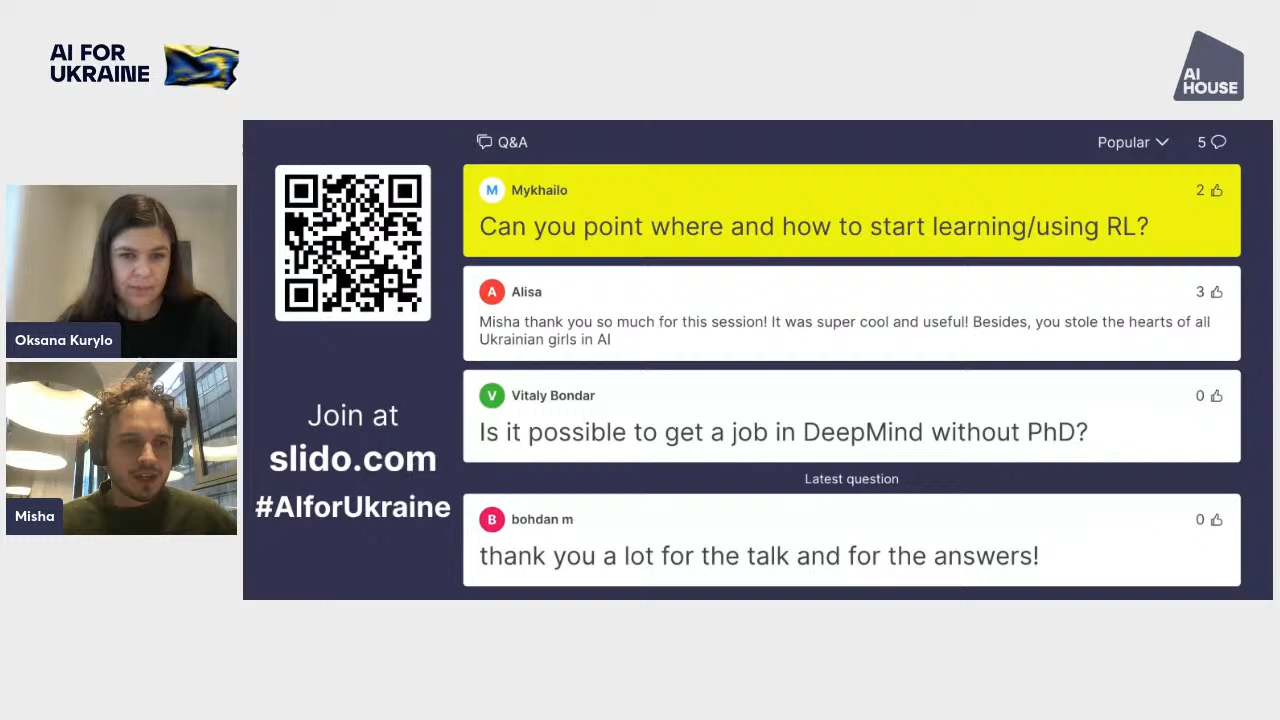 AI FOR
UKRAINE
AI
HOUSE
Q&A
Popular
5
M
Mykhailo
2
Can you point where and how to start learning/using RL?
A
Alisa
3
Misha thank you so much for this session! It was super cool and useful! Besides, you stole the hearts of all
Ukrainian girls in AI
V
Vitaly Bondar
0
Is it possible to get a job in DeepMind without PhD?
Latest question
B
bohdan m
0
thank you a lot for the talk and for the answers!
Join at
slido.com
#AIforUkraine
Oksana Kurylo
Misha